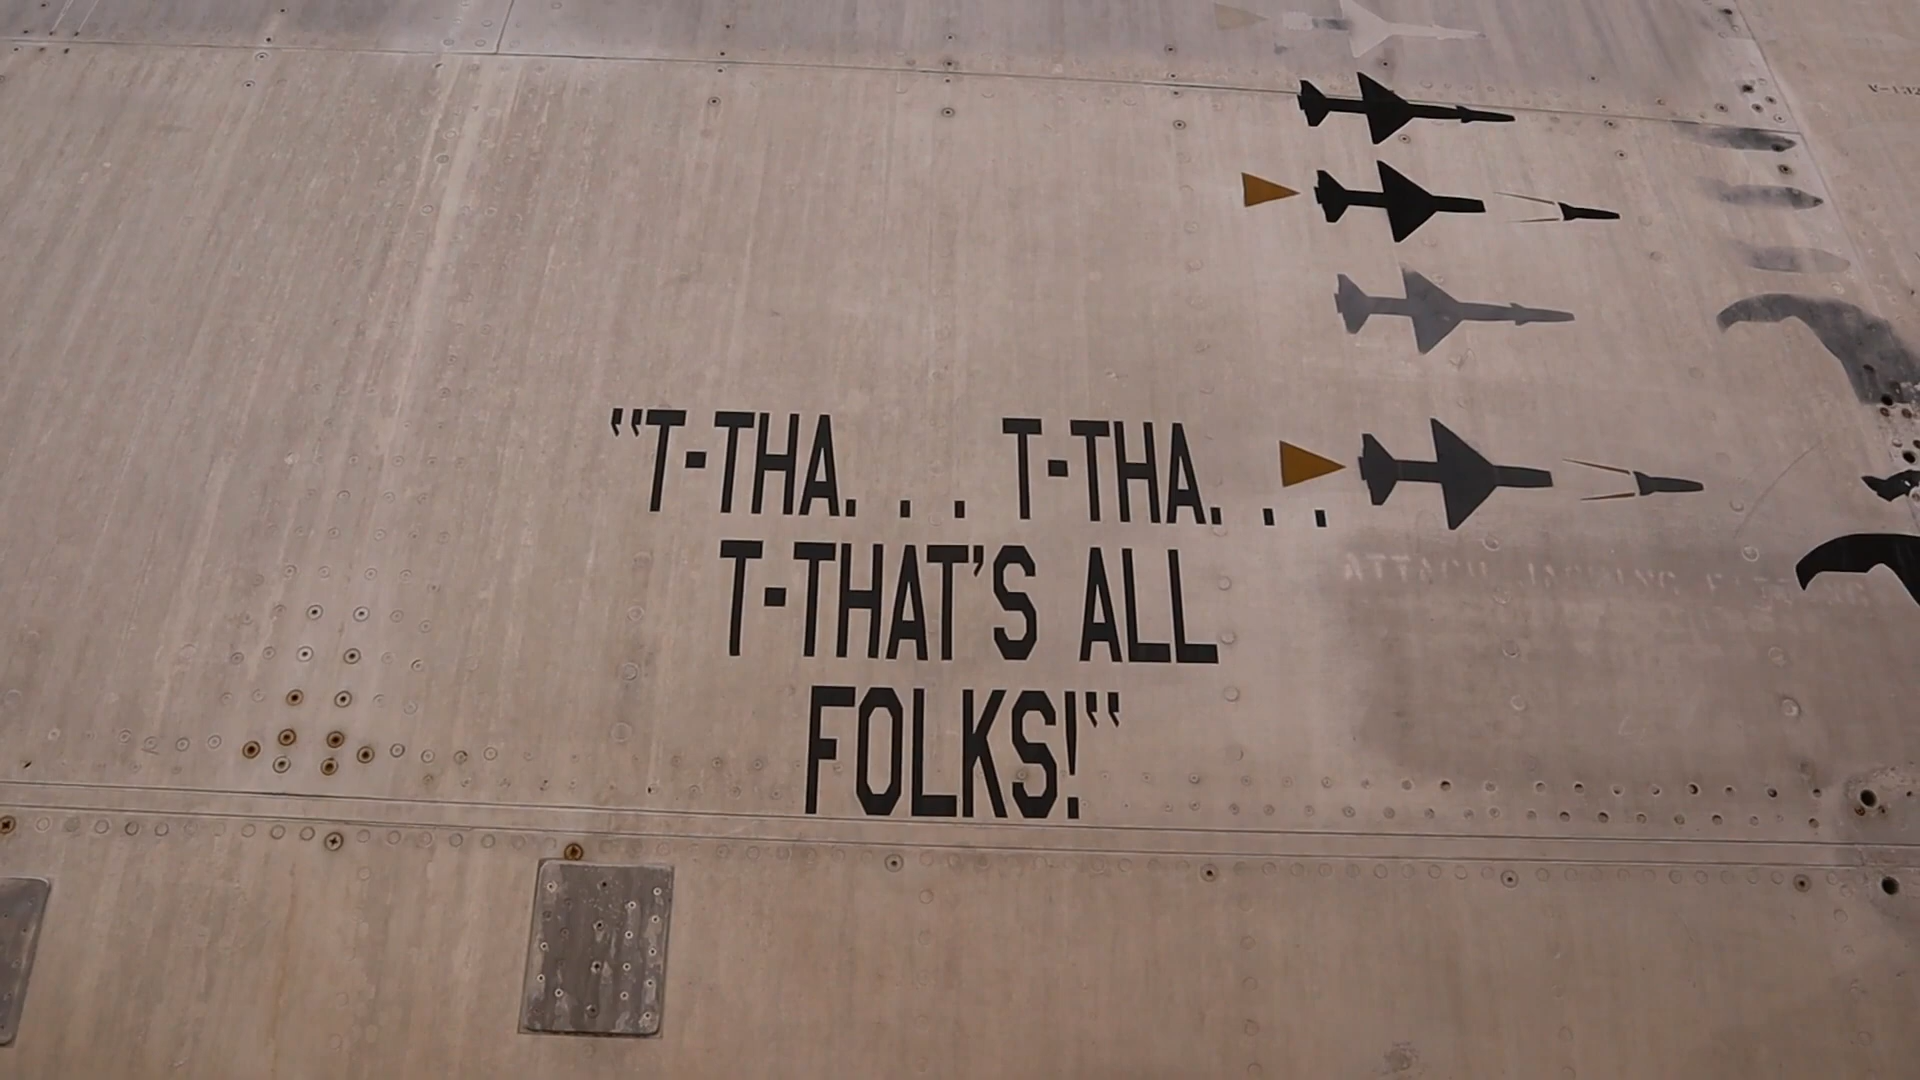 "T-THA. . . T-THA. . .
T-THAT'S ALL
FOLKS!"